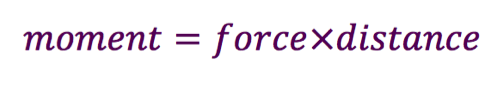 moment = force×distance